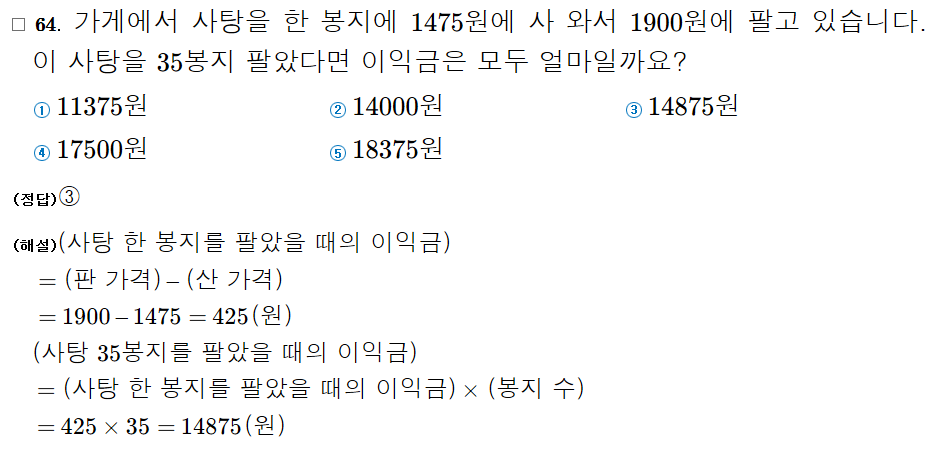 □ 64. 가게에서 사탕을 한 봉지에 1475원에 사 와서 1900원에 팔고 있습니다.
이 사탕을 35봉지 팔았다면 이익금은 모두 얼마일까요?
① 11375원 ② 14000원 ③ 14875원
④ 17500원 ⑤ 18375원
(정답)③
(해설)(사탕 한 봉지를 팔았을 때의 이익금)
= (판 가격) – (산 가격)
= 1900 – 1475 = 425(원)
(사탕 35봉지를 팔았을 때의 이익금)
= (사탕 한 봉지를 팔았을 때의 이익금) × (봉지 수)
= 425 × 35 = 14875(원)